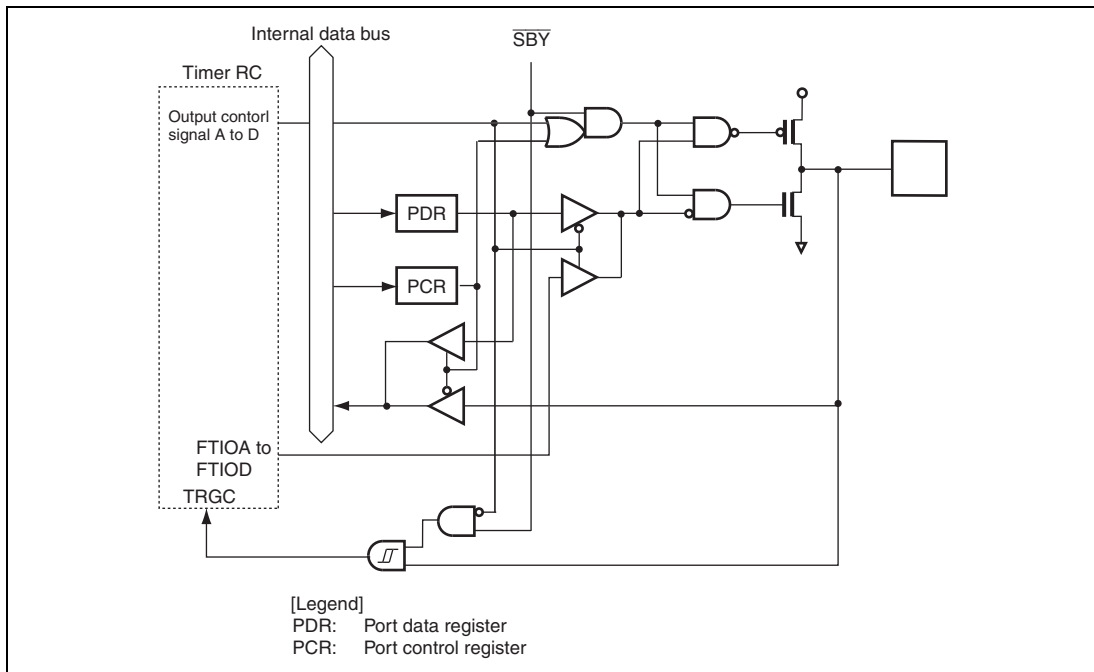 Internal data bus
SBY
Timer RC
Output contorl
signal A to D
PDR
PCR
FTIOA to
FTIOD
TRGC
[Legend]
PDR: Port data register
PCR: Port control register